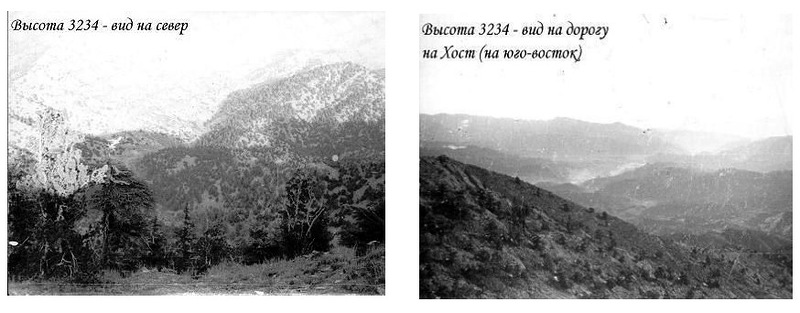 Высота 3234 - вид на север
Высота 3234 - вид на дорогу
на Хост (на юго-восток)